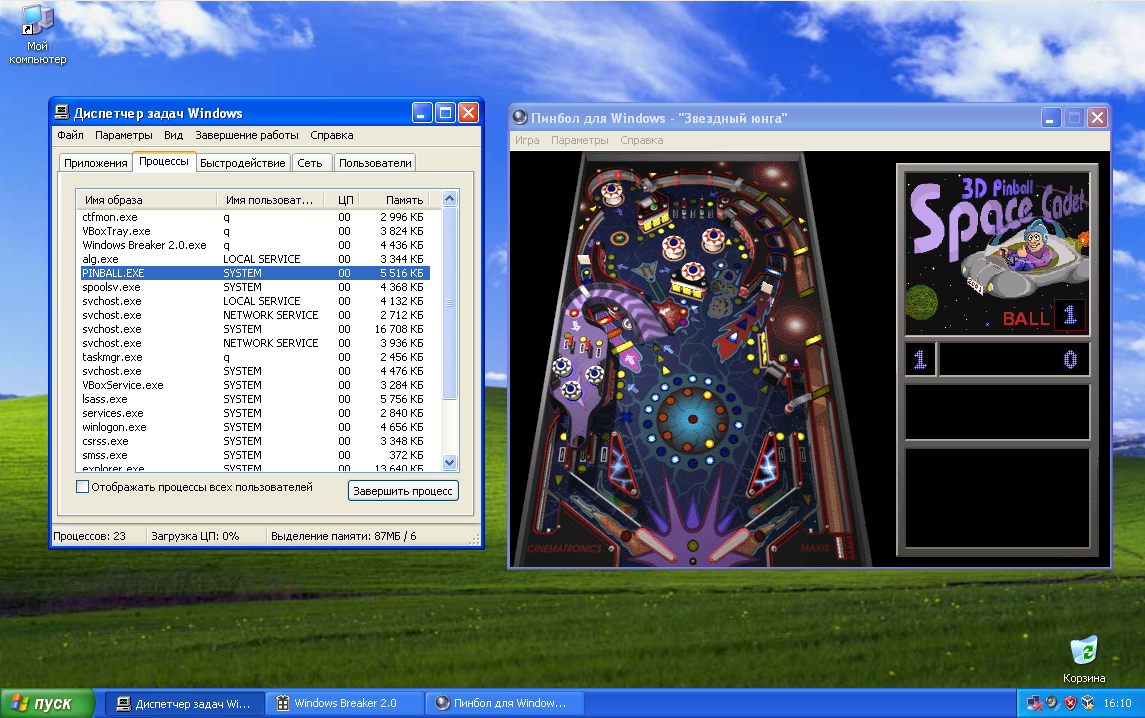 Мой
компьютер
Диспетчер задач Windows
Файл Параметры Вид Завершение работы Справка
Приложения Процессы Быстродействие Сеть Пользователи
Имя образа Имя пользоват... ЦП Память
ctfmon.exe q 00 2 996 КБ
VBoxTray.exe q 00 3 824 КБ
Windows Breaker 2.0.exe q 00 4 436 КБ
alg.exe LOCAL SERVICE 00 3 344 КБ
PINBALL.EXE SYSTEM 00 5 516 КБ
spoolsv.exe SYSTEM 00 4 368 КБ
svchost.exe LOCAL SERVICE 00 4 132 КБ
svchost.exe NETWORK SERVICE 00 2 712 КБ
svchost.exe SYSTEM 00 16 708 КБ
svchost.exe NETWORK SERVICE 00 3 936 КБ
taskmgr.exe q 00 2 456 КБ
svchost.exe SYSTEM 00 4 476 КБ
VBoxService.exe SYSTEM 00 3 284 КБ
lsass.exe SYSTEM 00 5 756 КБ
services.exe SYSTEM 00 2 840 КБ
winlogon.exe SYSTEM 00 4 656 КБ
csrss.exe SYSTEM 00 3 348 КБ
smss.exe SYSTEM 00 372 КБ
explorer.exe SYSTEM 00 13 640 КБ
Отображать процессы всех пользователей
Завершить процесс
Процессов: 23 Загрузка ЦП: 0% Выделение памяти: 87МБ / 6
Пинбол для Windows - "Звездный юнга"
Игра Параметры Справка
3D Pinball
Space Cadet
BALL 1
1 0
CINEMATRONICS MAXIS
Корзина
пуск Диспетчер задач Wi... Windows Breaker 2.0 Пинбол для Window... 16:10